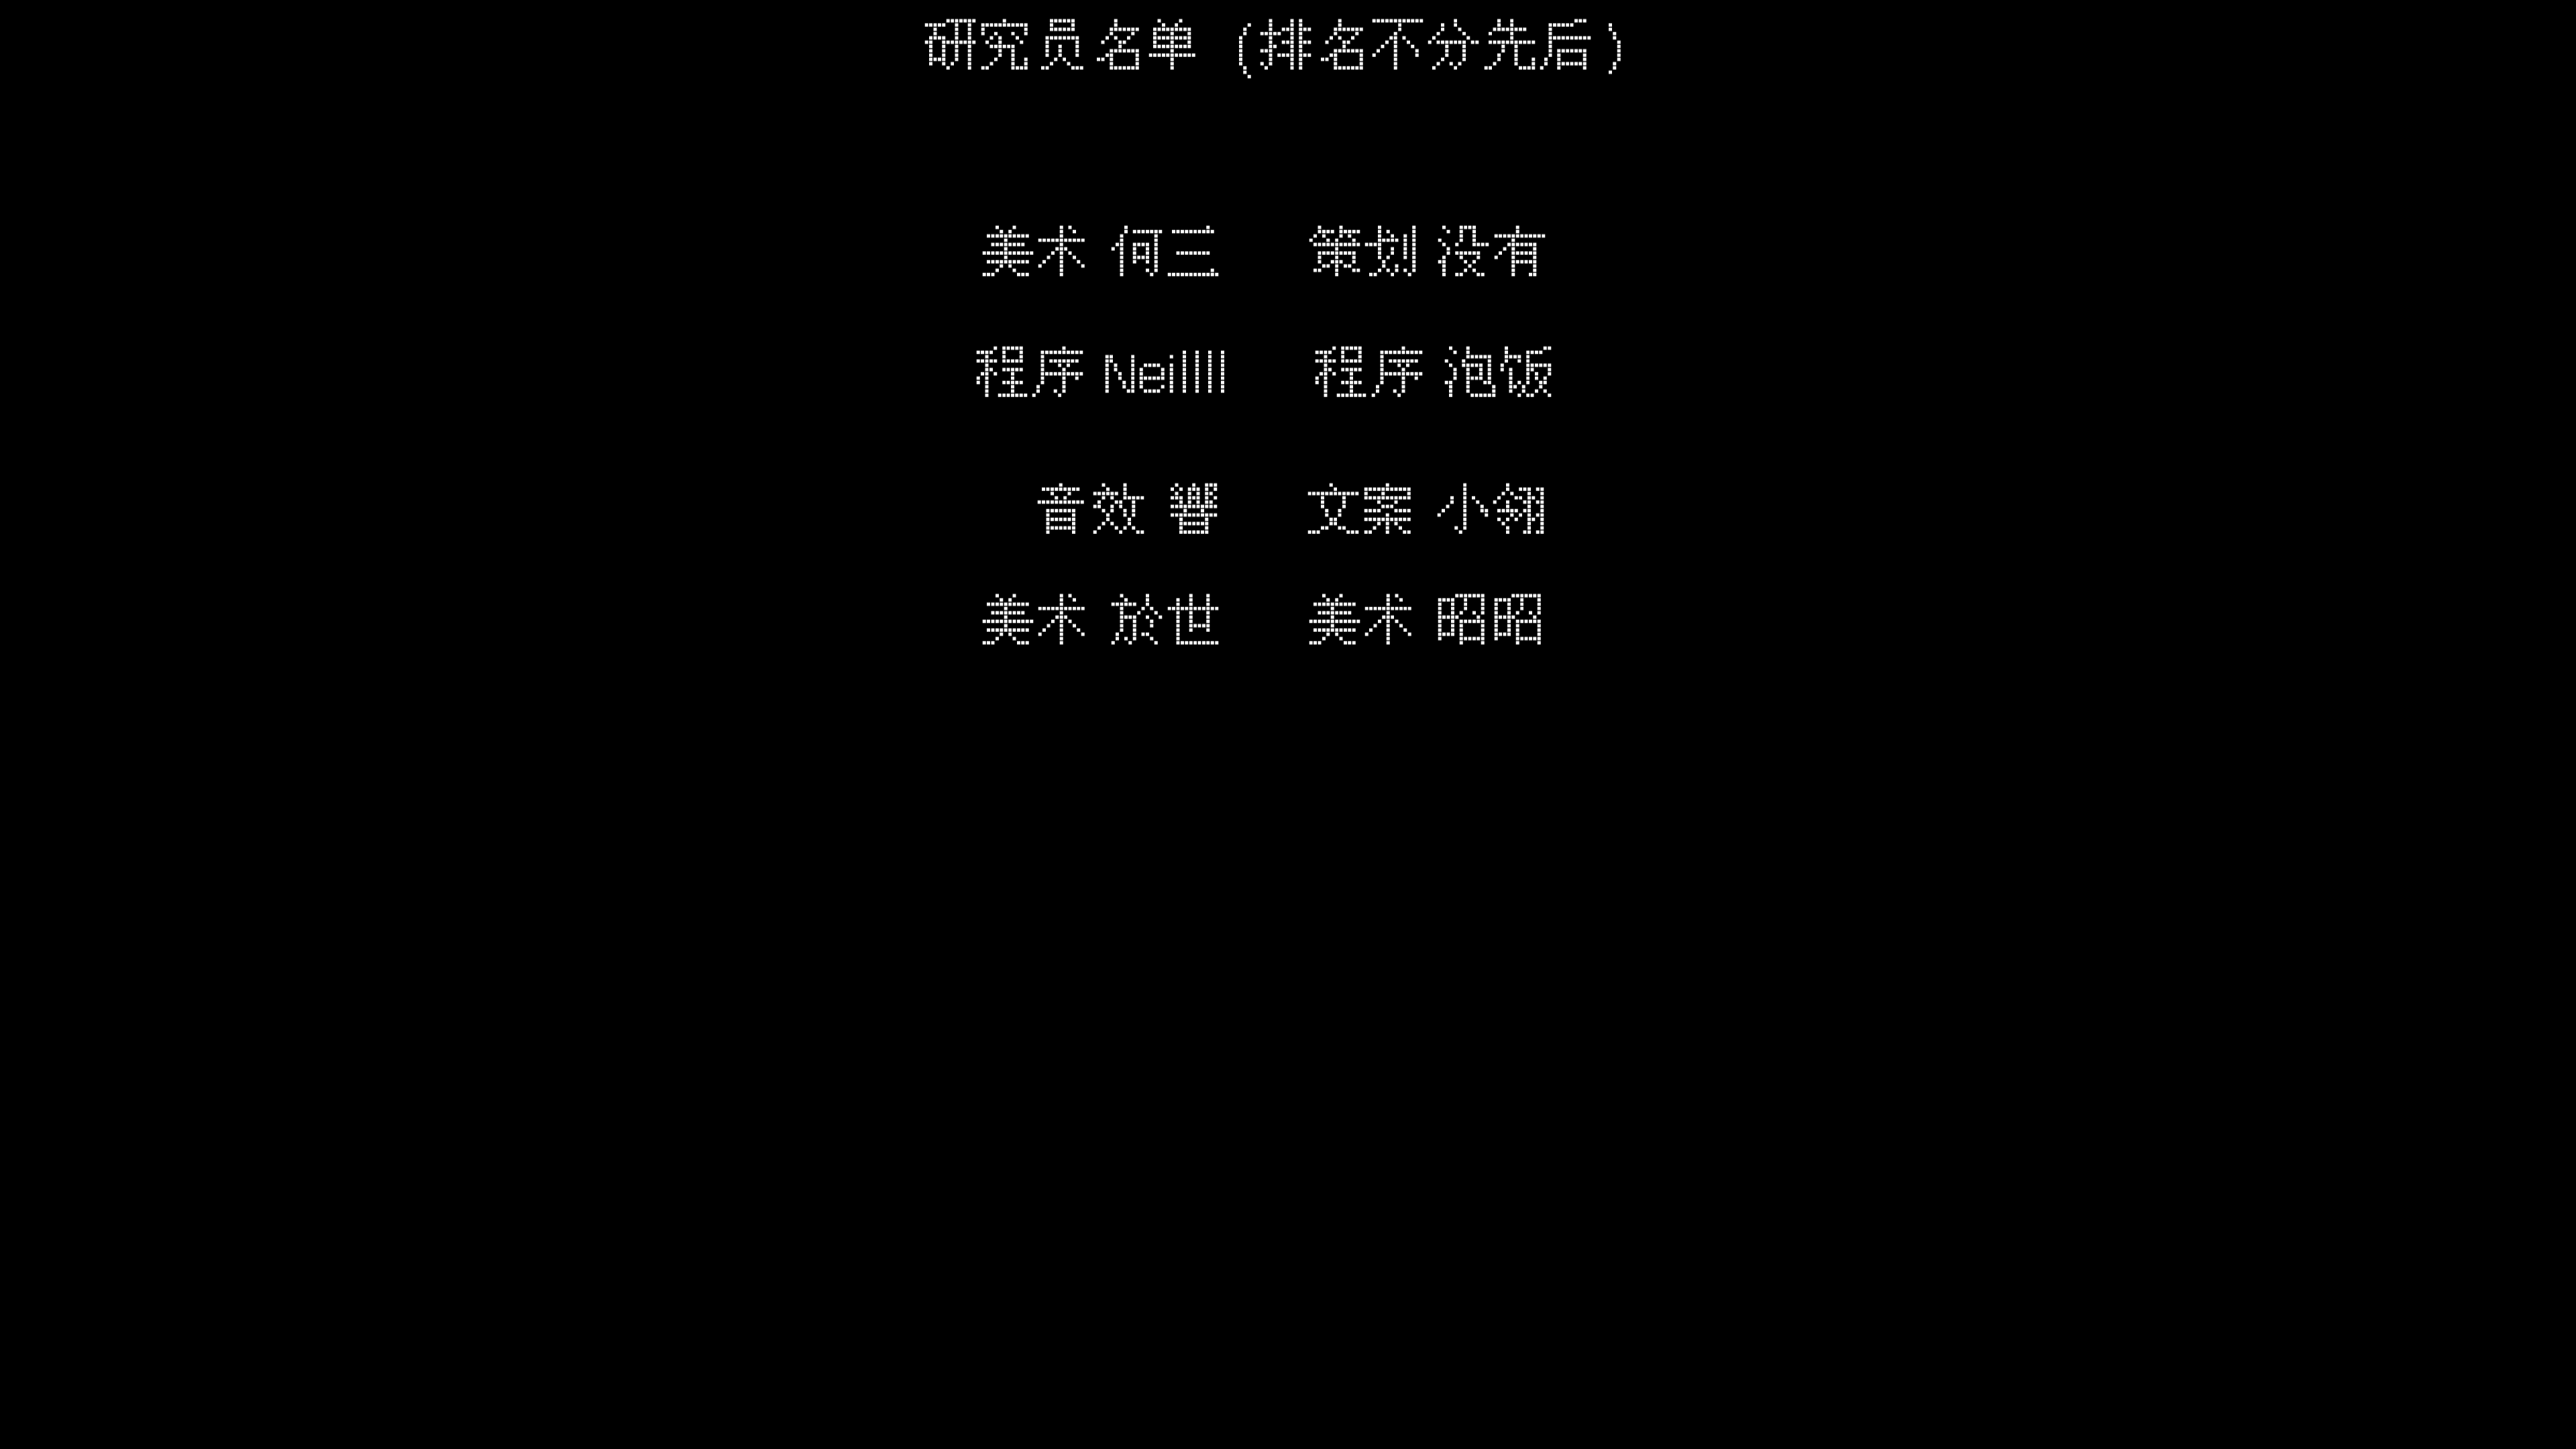 研究员名单 (排名不分先后)
美术 何三 策划 没有
程序 Neillll 程序 泡饭
音效 響 文案 小翎
美术 於世 美术 昭昭